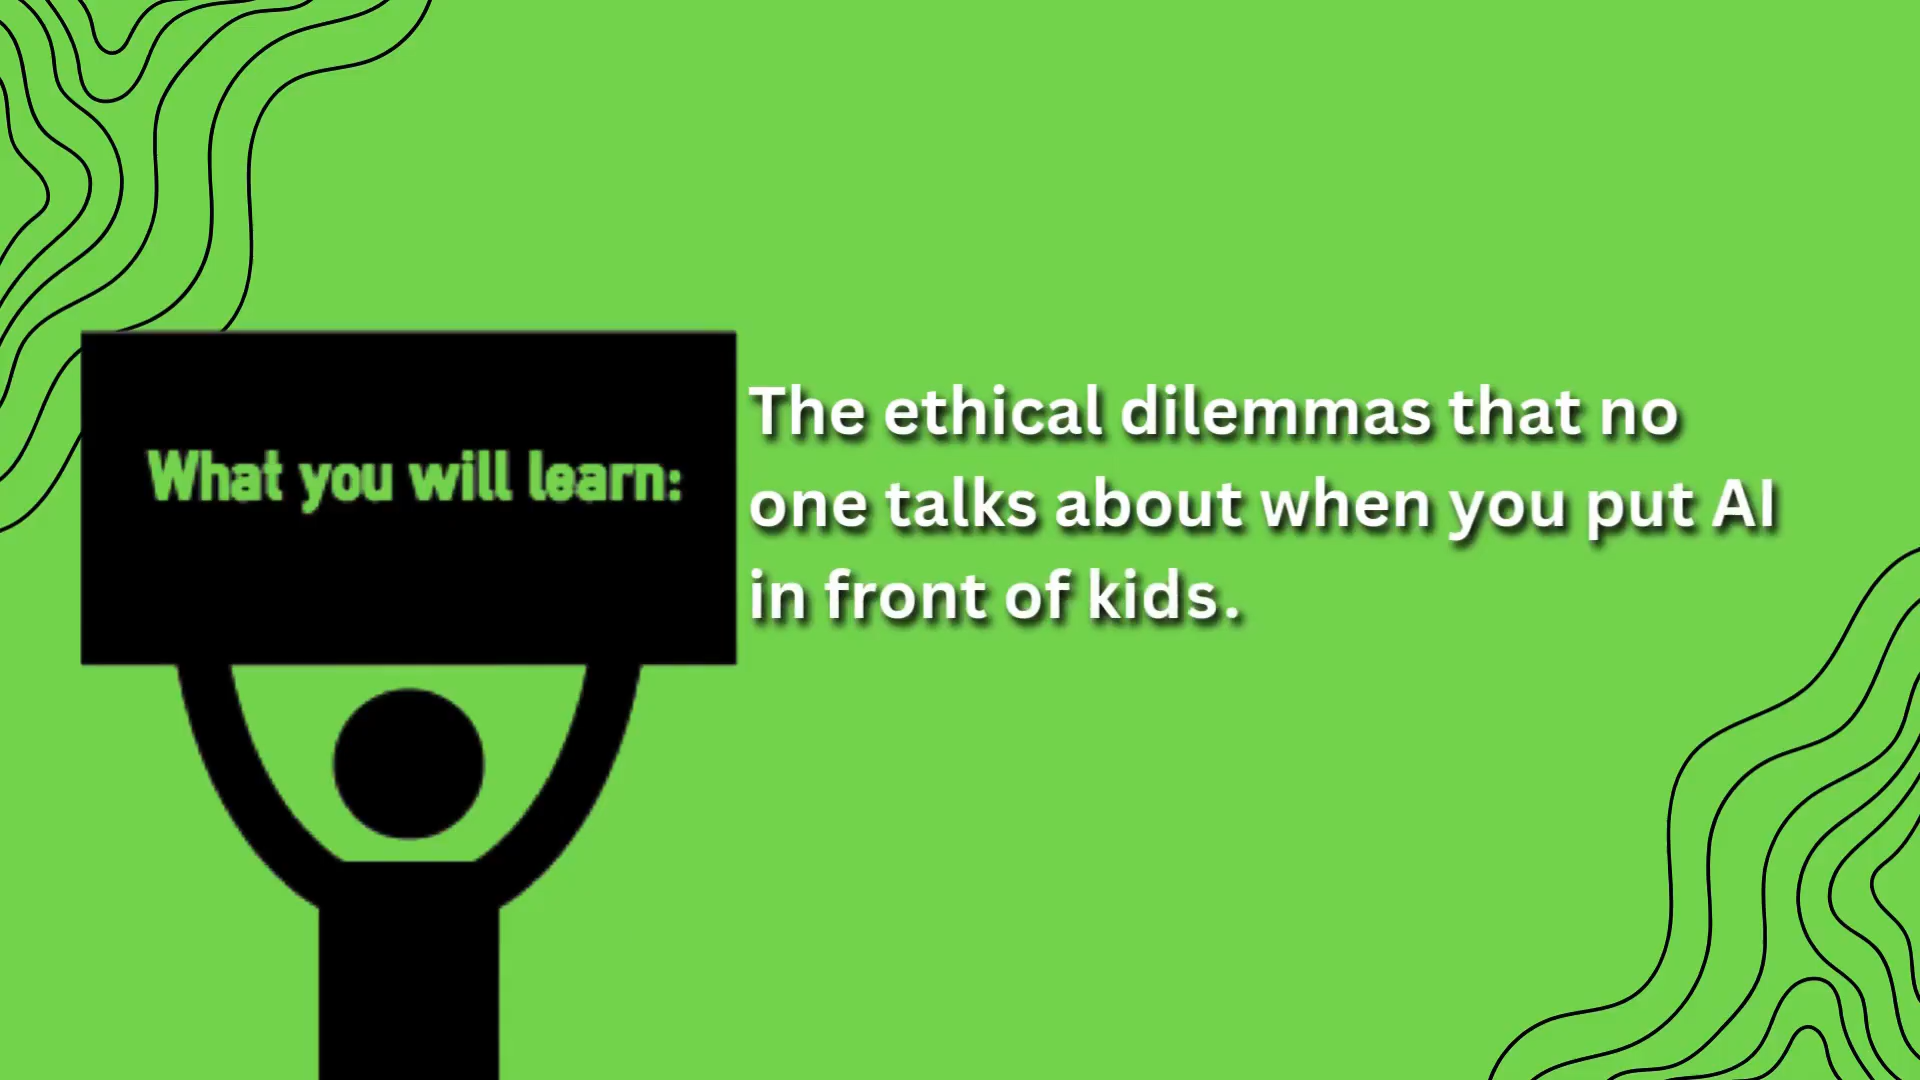 What you will learn:
The ethical dilemmas that no
one talks about when you put AI
in front of kids.